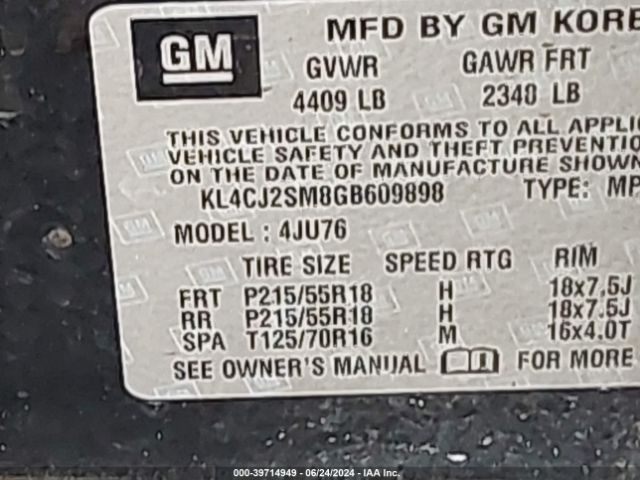 GM
MFD BY GM KORE
GVWR GAWR FRT
4409 LB 2340 LB
THIS VEHICLE CONFORMS TO ALL APPLI
VEHICLE SAFETY AND THEFT PREVENTIO
ON THE DATE OF MANUFACTURE SHOWN
KL4CJ2SM8GB609898 TYPE: MP
MODEL : 4JU76
TIRE SIZE SPEED RTG RIM
FRT P215/55R18 H 18x7.5J
RR P215/55R18 H 18x7.5J
SPA T125/70R16 M 16x4.0T
SEE OWNER'S MANUAL FOR MORE
000-39714949 - 06/24/2024 - IAA Inc.